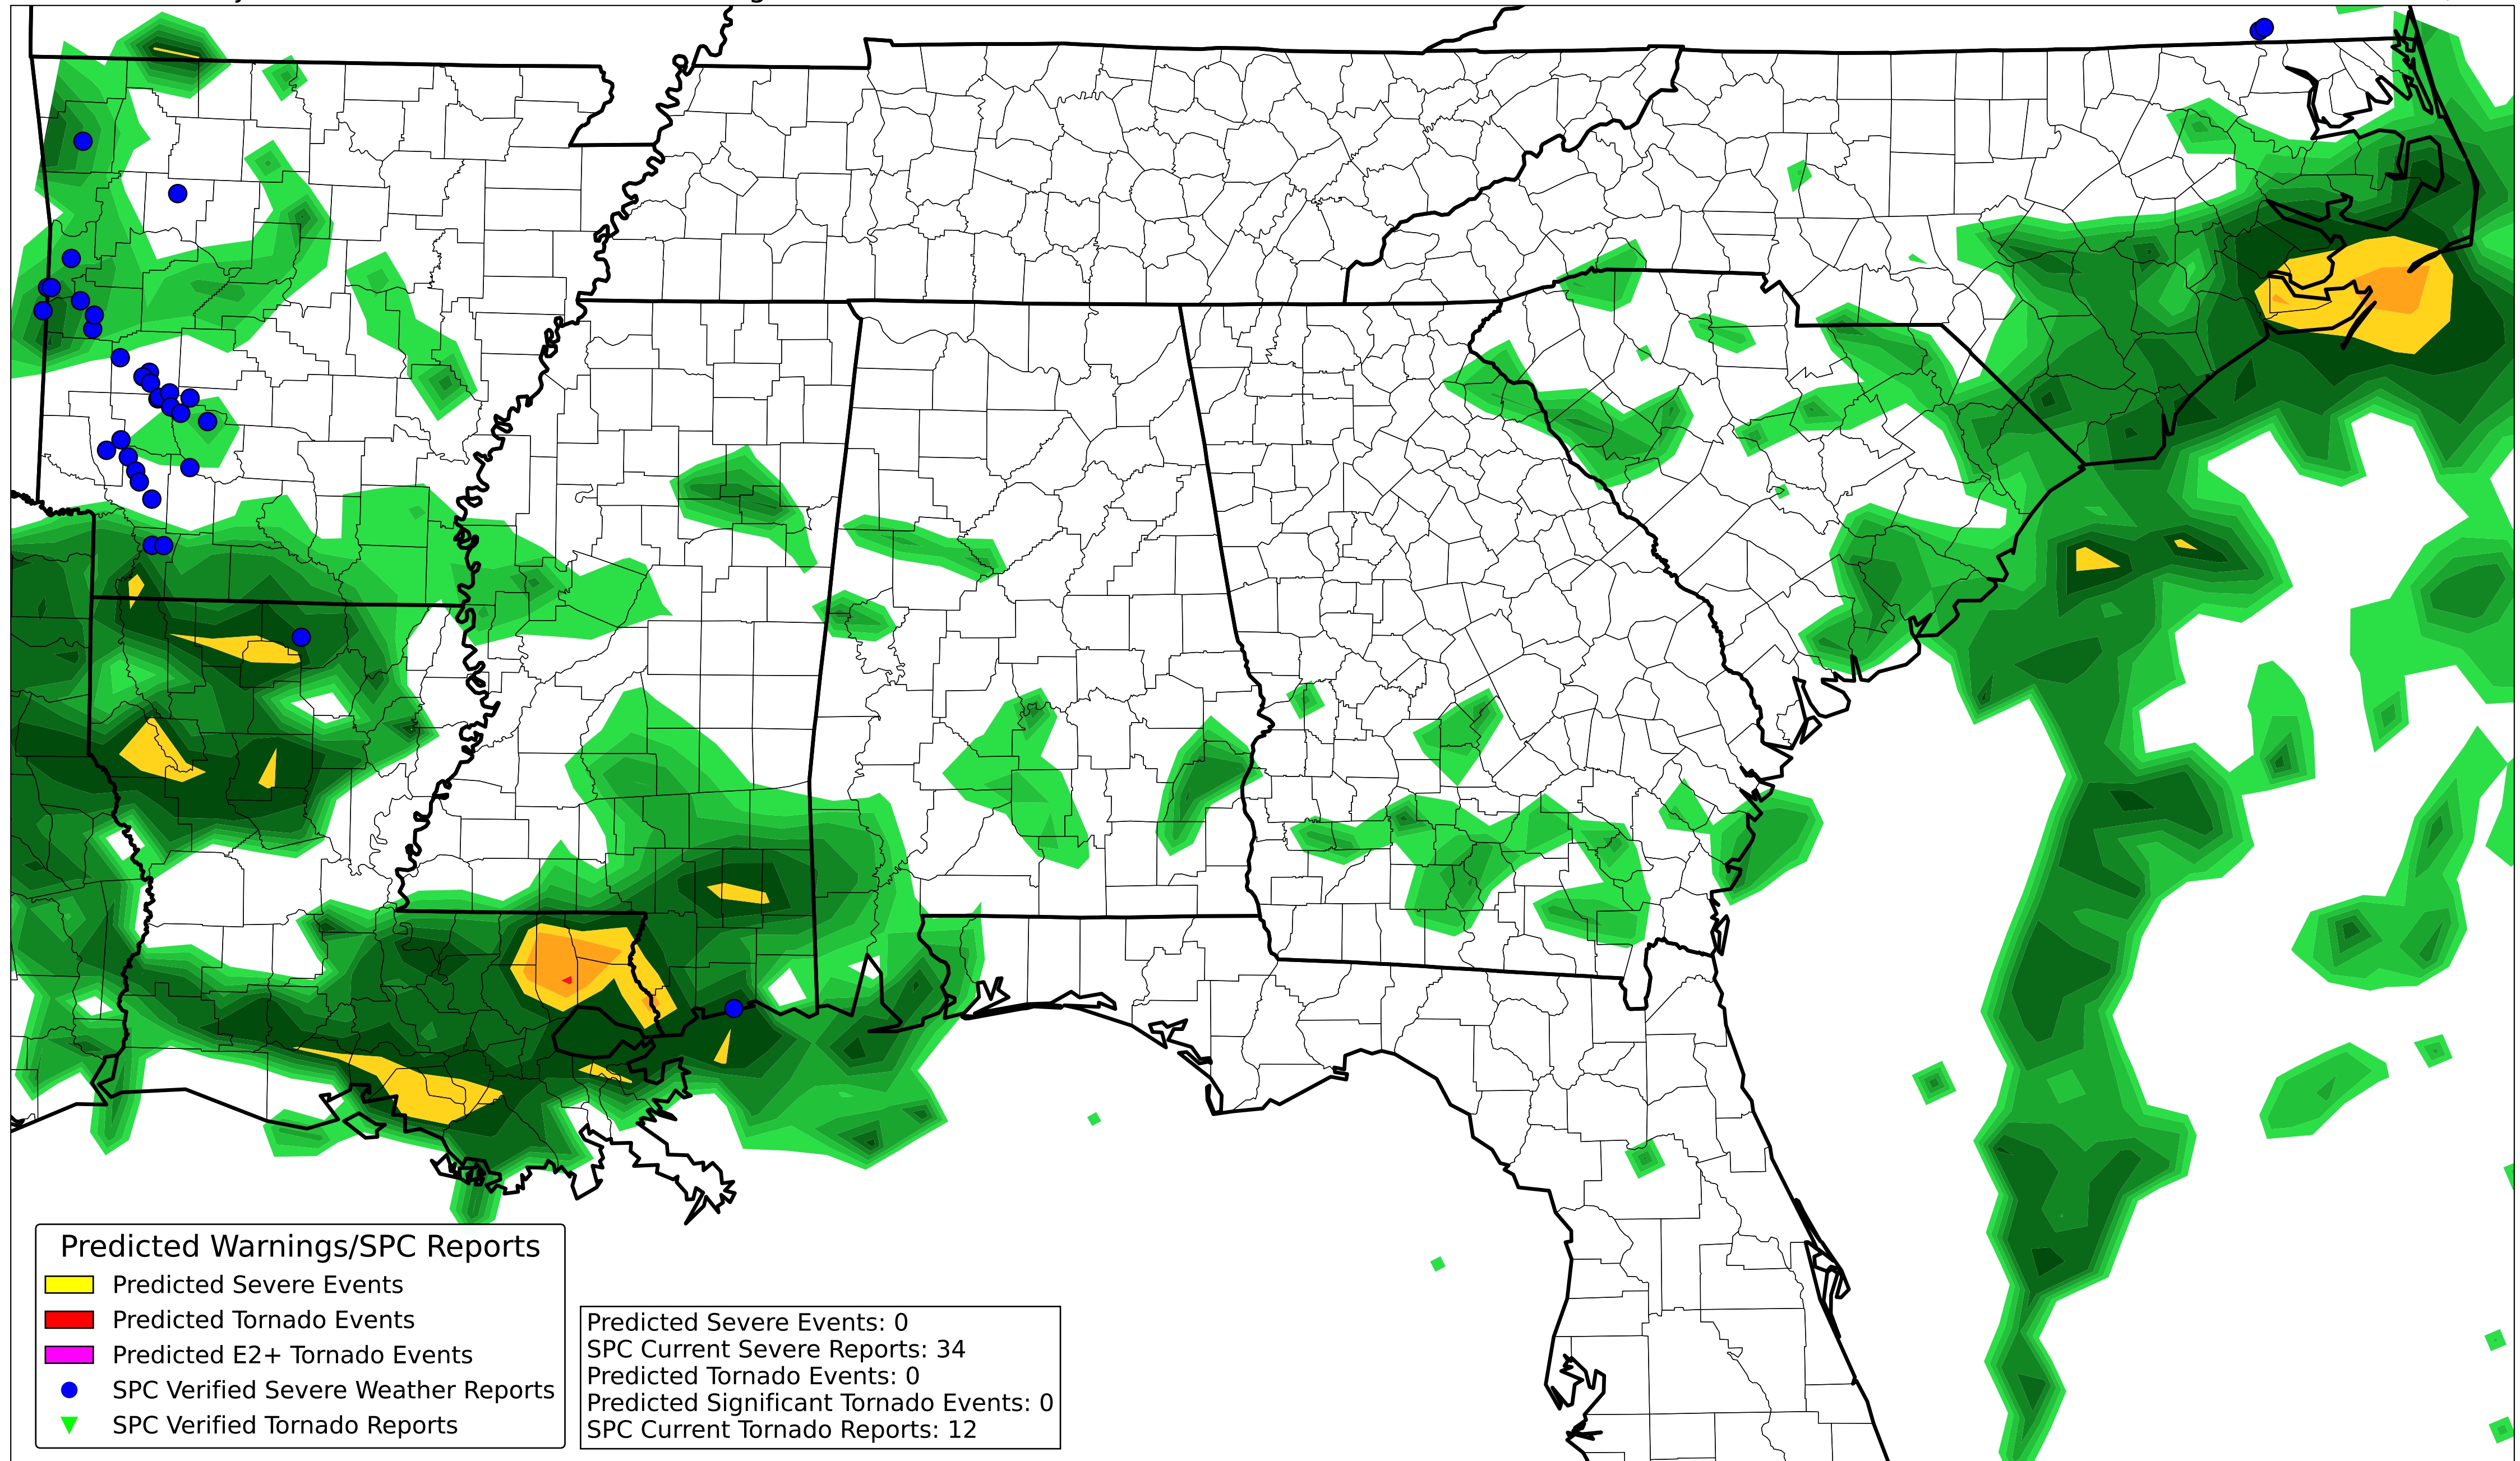 Predicted Warnings/SPC Reports
Predicted Severe Events
Predicted Tornado Events
Predicted E2+ Tornado Events
SPC Verified Severe Weather Reports
SPC Verified Tornado Reports
Predicted Severe Events: 0
SPC Current Severe Reports: 34
Predicted Tornado Events: 0
Predicted Significant Tornado Events: 0
SPC Current Tornado Reports: 12